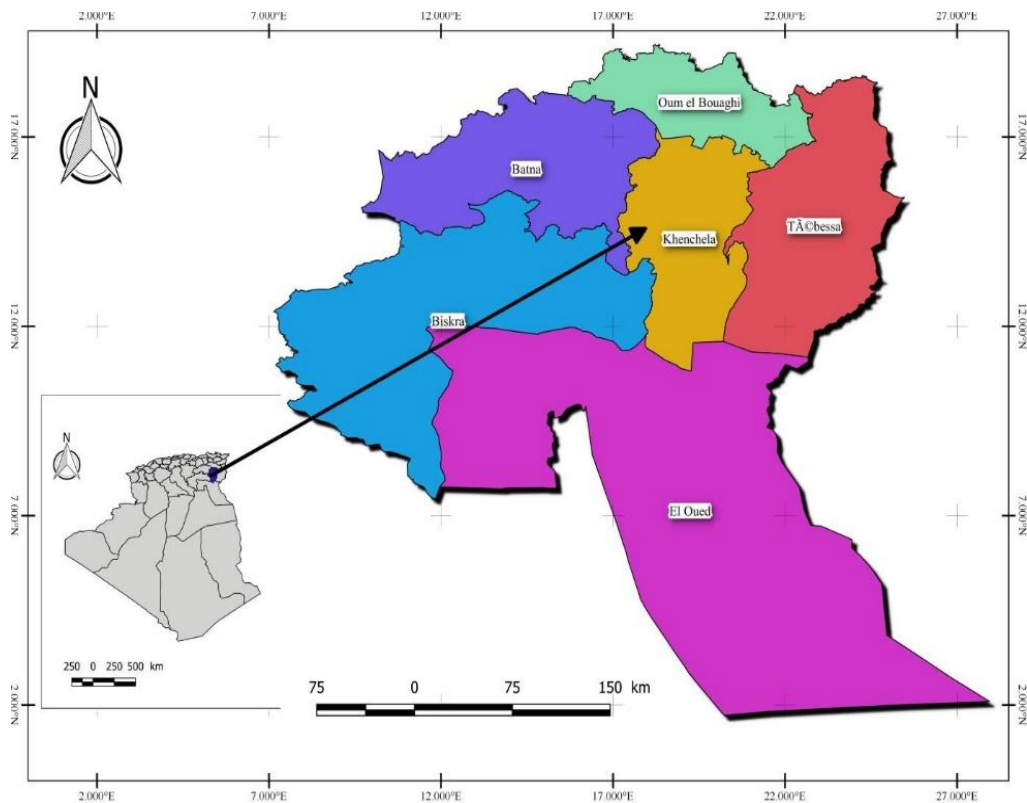 2.000°E 7.000°E 12.000°E 17.000°E 22.000°E 27.000°E
N
Oum el Bouaghi
17.000°N 17.000°N
Batna
TÃ©bessa
Khenchela
12.000°N 12.000°N
Biskra
N
El Oued
7.000°N 7.000°N
250 0 250 500 km
75 0 75 150 km
2.000°N 2.000°N
2.000°E 7.000°E 12.000°E 17.000°E 22.000°E 27.000°E